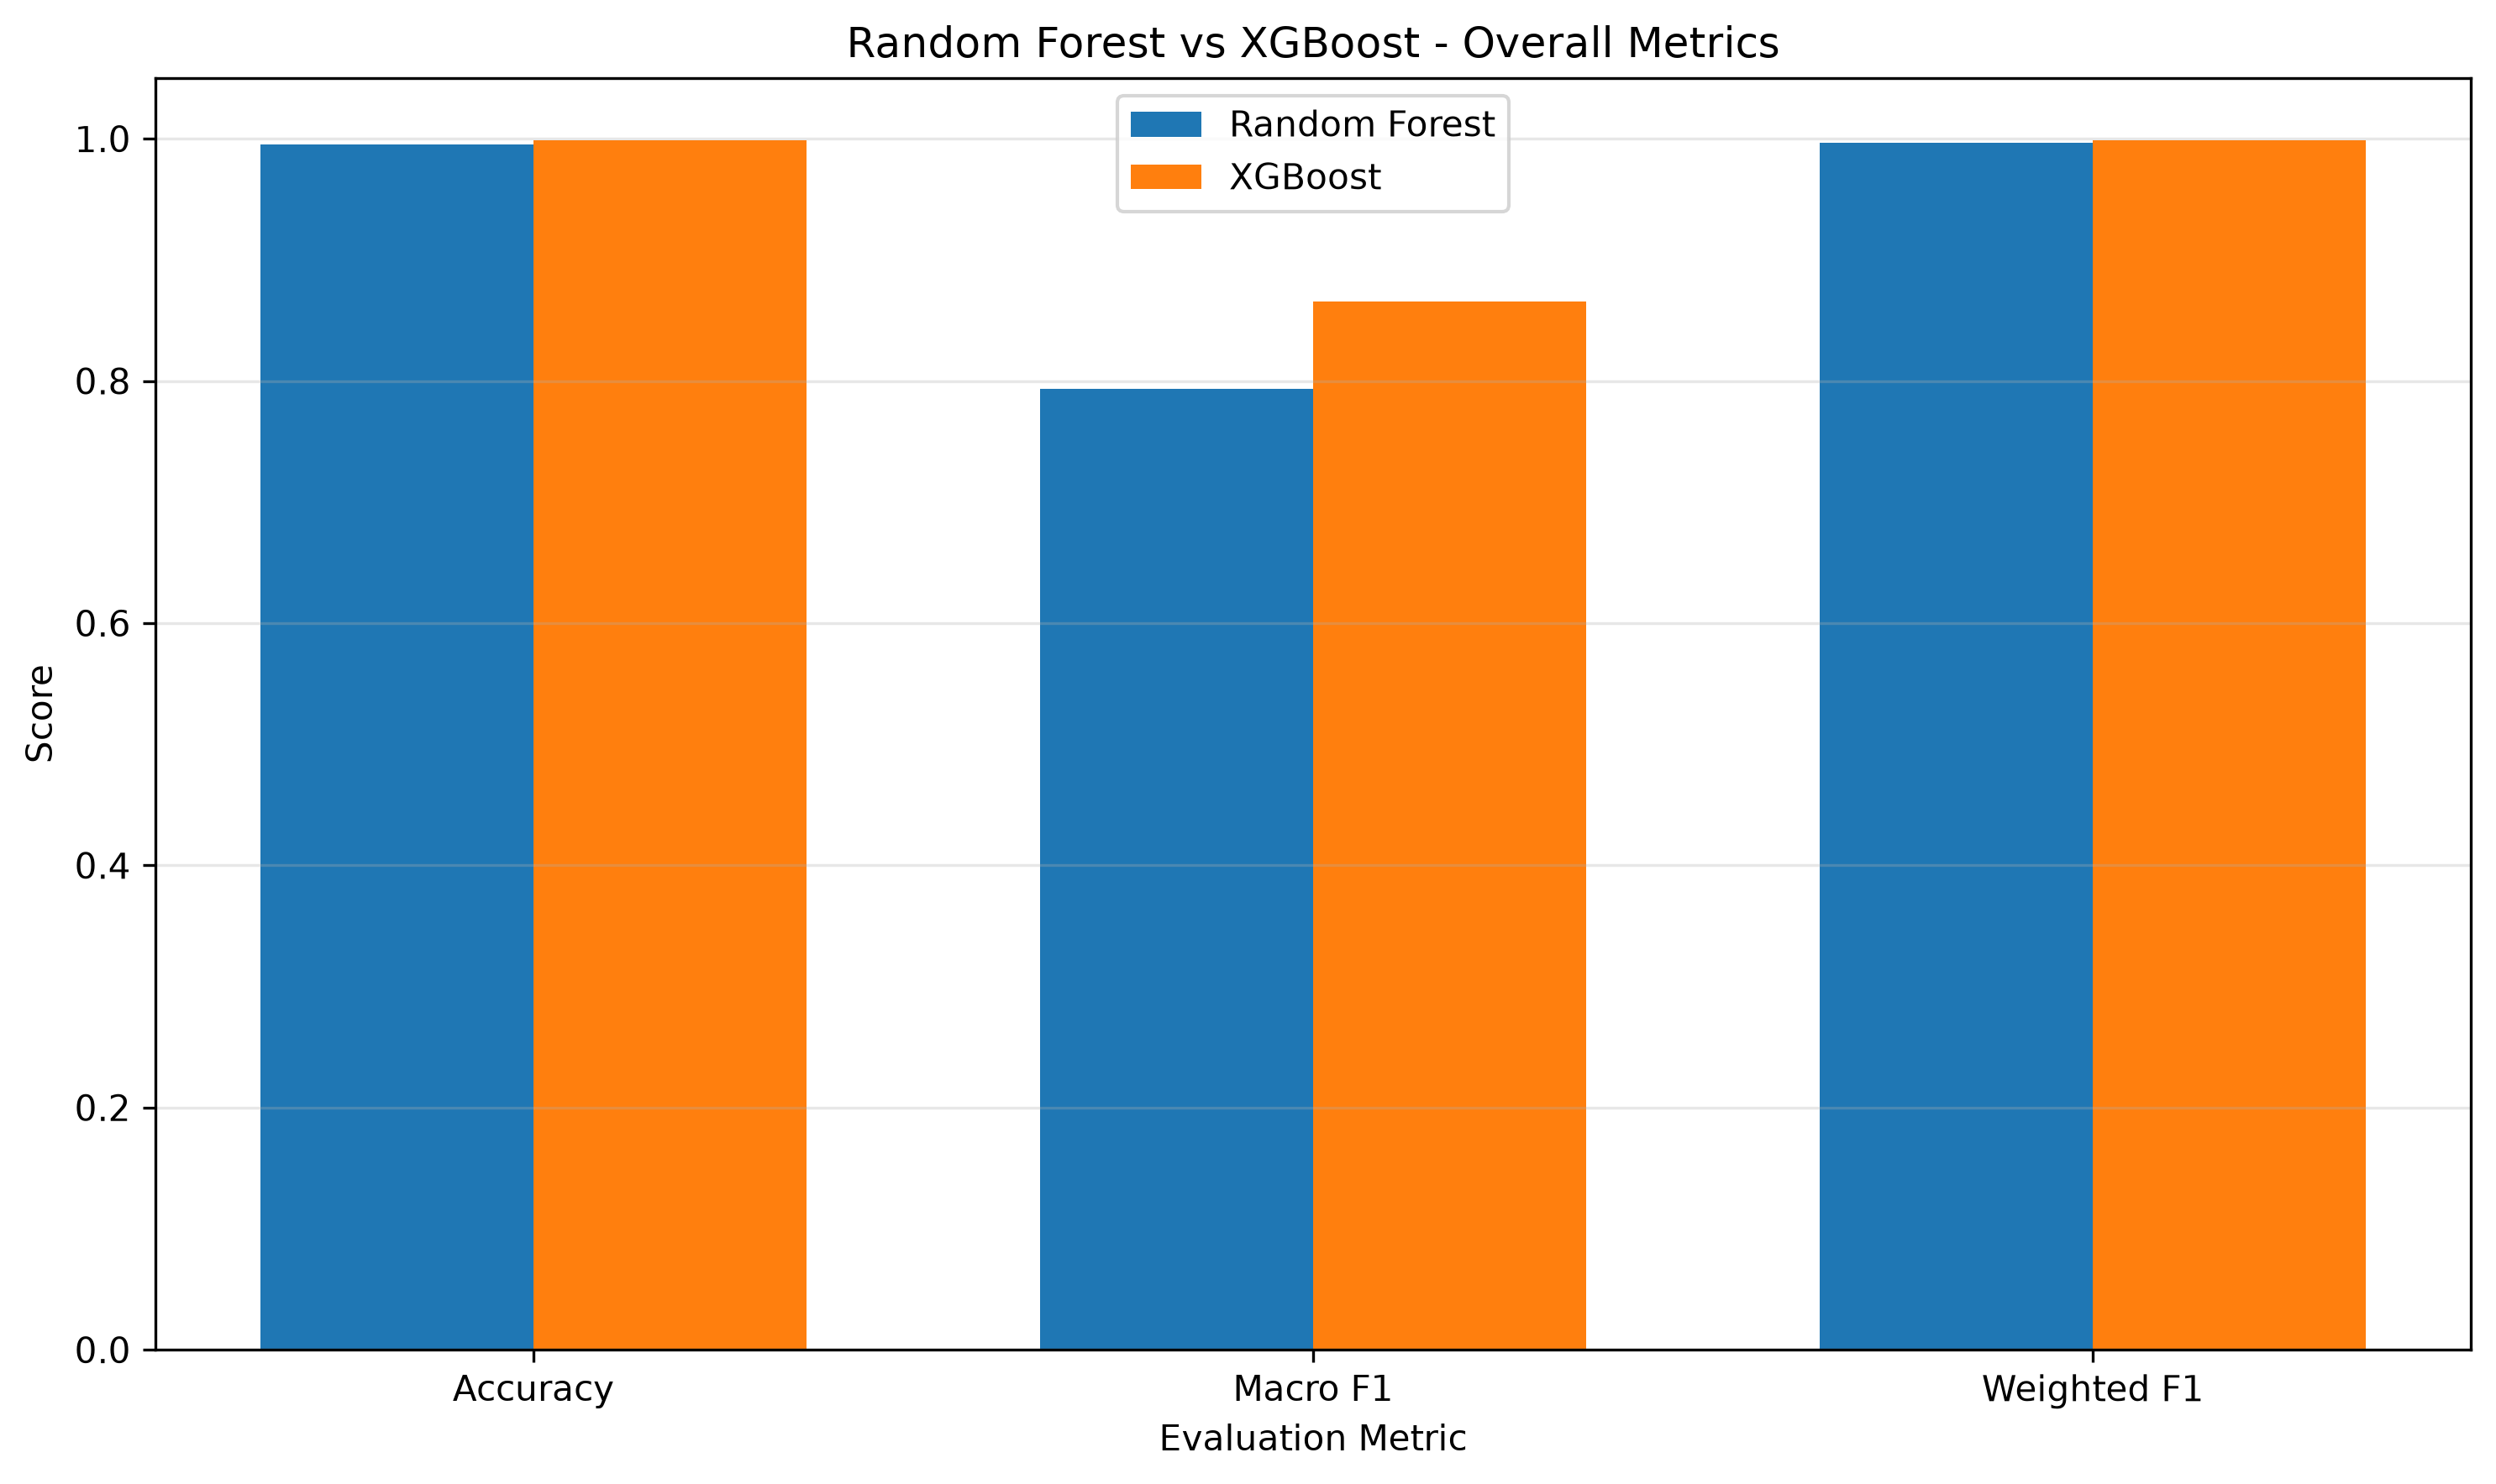 Random Forest vs XGBoost - Overall Metrics
Random Forest
XGBoost
1.0
0.8
0.6
0.4
0.2
0.0
Score
Accuracy
Macro F1
Weighted F1
Evaluation Metric